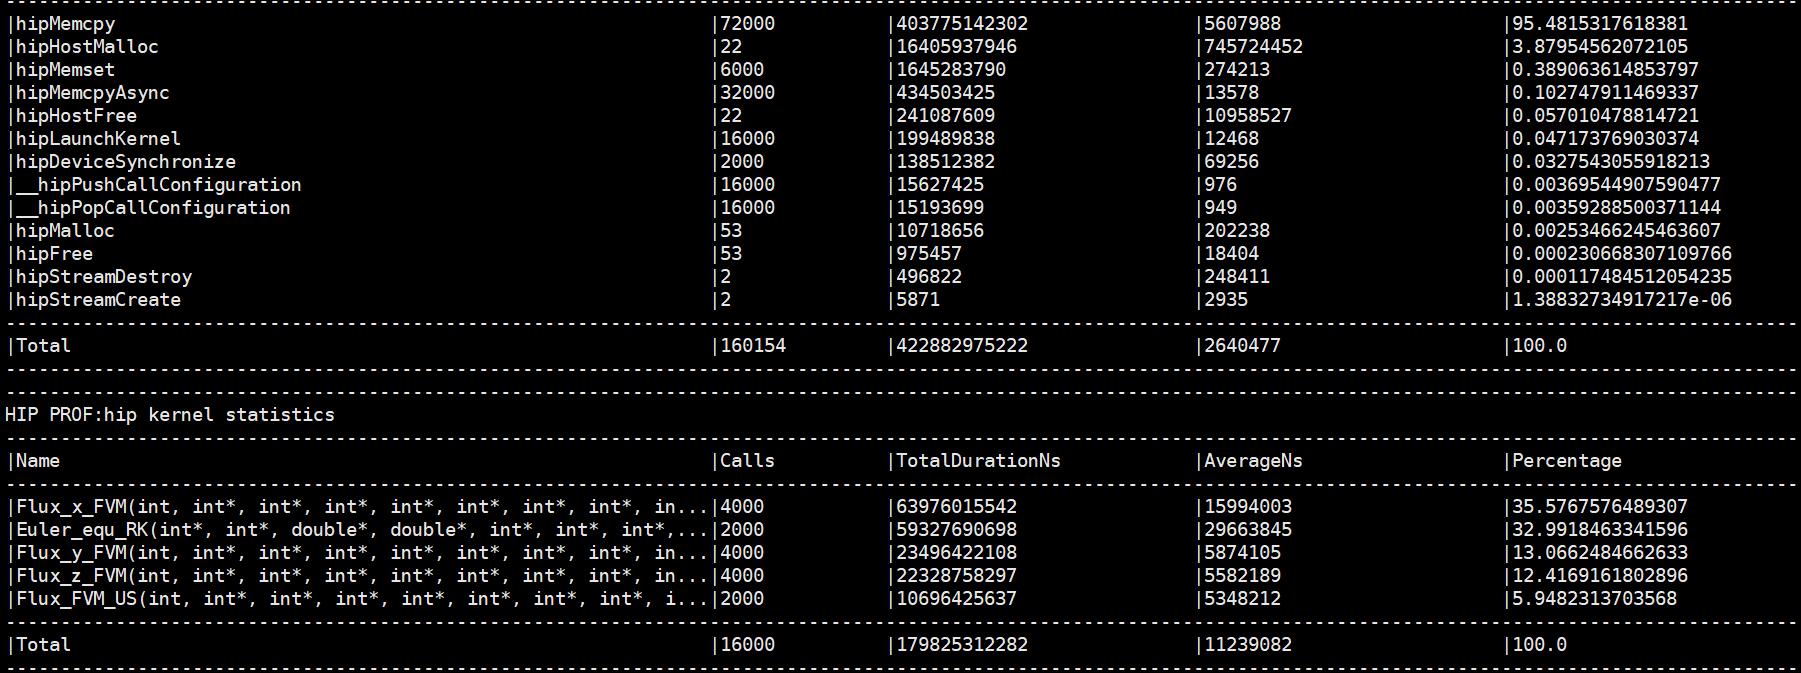 |hipMemcpy |72000 |403775142302 |5607988 |95.4815317618381
|hipHostMalloc |22 |16405937946 |745724452 |3.87954562072105
|hipMemset |6000 |1645283790 |274213 |0.389063614853797
|hipMemcpyAsync |32000 |434503425 |13578 |0.102747911469337
|hipHostFree |22 |241087609 |10958527 |0.057010478814721
|hipLaunchKernel |16000 |199489838 |12468 |0.047173769030374
|hipDeviceSynchronize |2000 |138512382 |69256 |0.0327543055918213
|__hipPushCallConfiguration |16000 |15627425 |976 |0.00369544907590477
|__hipPopCallConfiguration |16000 |15193699 |949 |0.00359288500371144
|hipMalloc |53 |10718656 |202238 |0.00253466245463607
|hipFree |53 |975457 |18404 |0.000230668307109766
|hipStreamDestroy |2 |496822 |248411 |0.000117484512054235
|hipStreamCreate |2 |5871 |2935 |1.38832734917217e-06
|Total |160154 |422882975222 |2640477 |100.0
HIP PROF:hip kernel statistics
|Name |Calls |TotalDurationNs |AverageNs |Percentage
|Flux_x_FVM(int, int*, int*, int*, int*, int*, int*, int*, in...|4000 |63976015542 |15994003 |35.5767576489307
|Euler_equ_RK(int*, int*, double*, double*, int*, int*, int*,...|2000 |59327690698 |29663845 |32.9918463341596
|Flux_y_FVM(int, int*, int*, int*, int*, int*, int*, int*, in...|4000 |23496422108 |5874105 |13.0662484662633
|Flux_z_FVM(int, int*, int*, int*, int*, int*, int*, int*, in...|4000 |22328758297 |5582189 |12.4169161802896
|Flux_FVM_US(int, int*, int*, int*, int*, int*, int*, int*, i...|2000 |10696425637 |5348212 |5.9482313703568
|Total |16000 |179825312282 |11239082 |100.0